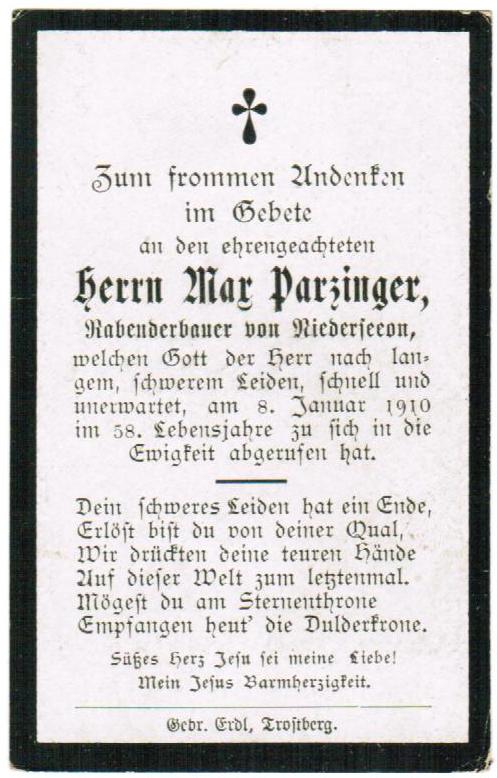 Zum frommen Andenken
im Gebete
an den ehrengeachteten
Herrn Max Parzinger,
Rabenderbauer von Niederseeon,
welchen Gott der Herr nach lan-
gem, schwerem Leiden, schnell und
unerwartet, am 8. Januar 1910
im 58. Lebensjahre zu sich in die
Ewigkeit abgerufen hat.
Dein schweres Leiden hat ein Ende,
Erlöst bist du von deiner Qual,
Wir drückten deine teuren Hände
Auf dieser Welt zum letztenmal.
Mögest du am Sternenthrone
Empfangen heut' die Dulderkrone.
Süßes Herz Jesu sei meine Liebe!
Mein Jesus Barmherzigkeit.
Gebr. Erdl, Trostberg.